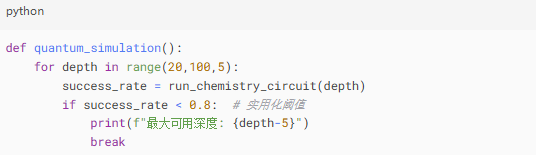 python
def quantum_simulation():
    for depth in range(20,100,5):
        success_rate = run_chemistry_circuit(depth)
        if success_rate < 0.8:  # 实用化阈值
            print(f"最大可用深度: {depth-5}")
            break